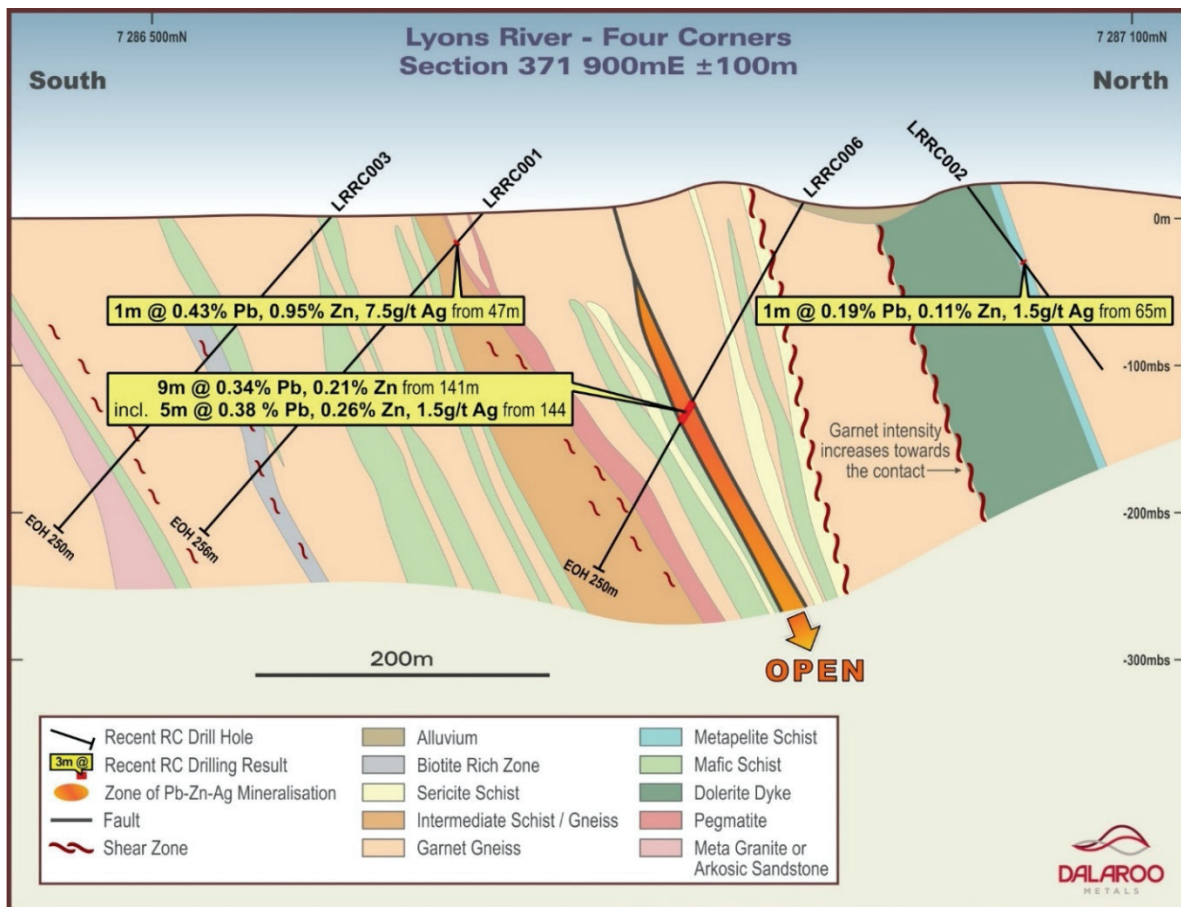 7 286 500mN
Lyons River - Four Corners
Section 371 900mE ±100m
7 287 100mN
South
North
LRRC003
LRRC001
LRRC006
LRRC002
0m
1m @ 0.43% Pb, 0.95% Zn, 7.5g/t Ag from 47m
1m @ 0.19% Pb, 0.11% Zn, 1.5g/t Ag from 65m
-100mbs
9m @ 0.34% Pb, 0.21% Zn from 141m
incl. 5m @ 0.38 % Pb, 0.26% Zn, 1.5g/t Ag from 144
Garnet intensity
increases towards
the contact
-200mbs
EOH 250m
EOH 256m
EOH 250m
200m
OPEN
-300mbs
Recent RC Drill Hole
3m @
Recent RC Drilling Result
Zone of Pb-Zn-Ag Mineralisation
Fault
Shear Zone
Alluvium
Biotite Rich Zone
Sericite Schist
Intermediate Schist / Gneiss
Garnet Gneiss
Metapelite Schist
Mafic Schist
Dolerite Dyke
Pegmatite
Meta Granite or
Arkosic Sandstone
DALAROO
METALS